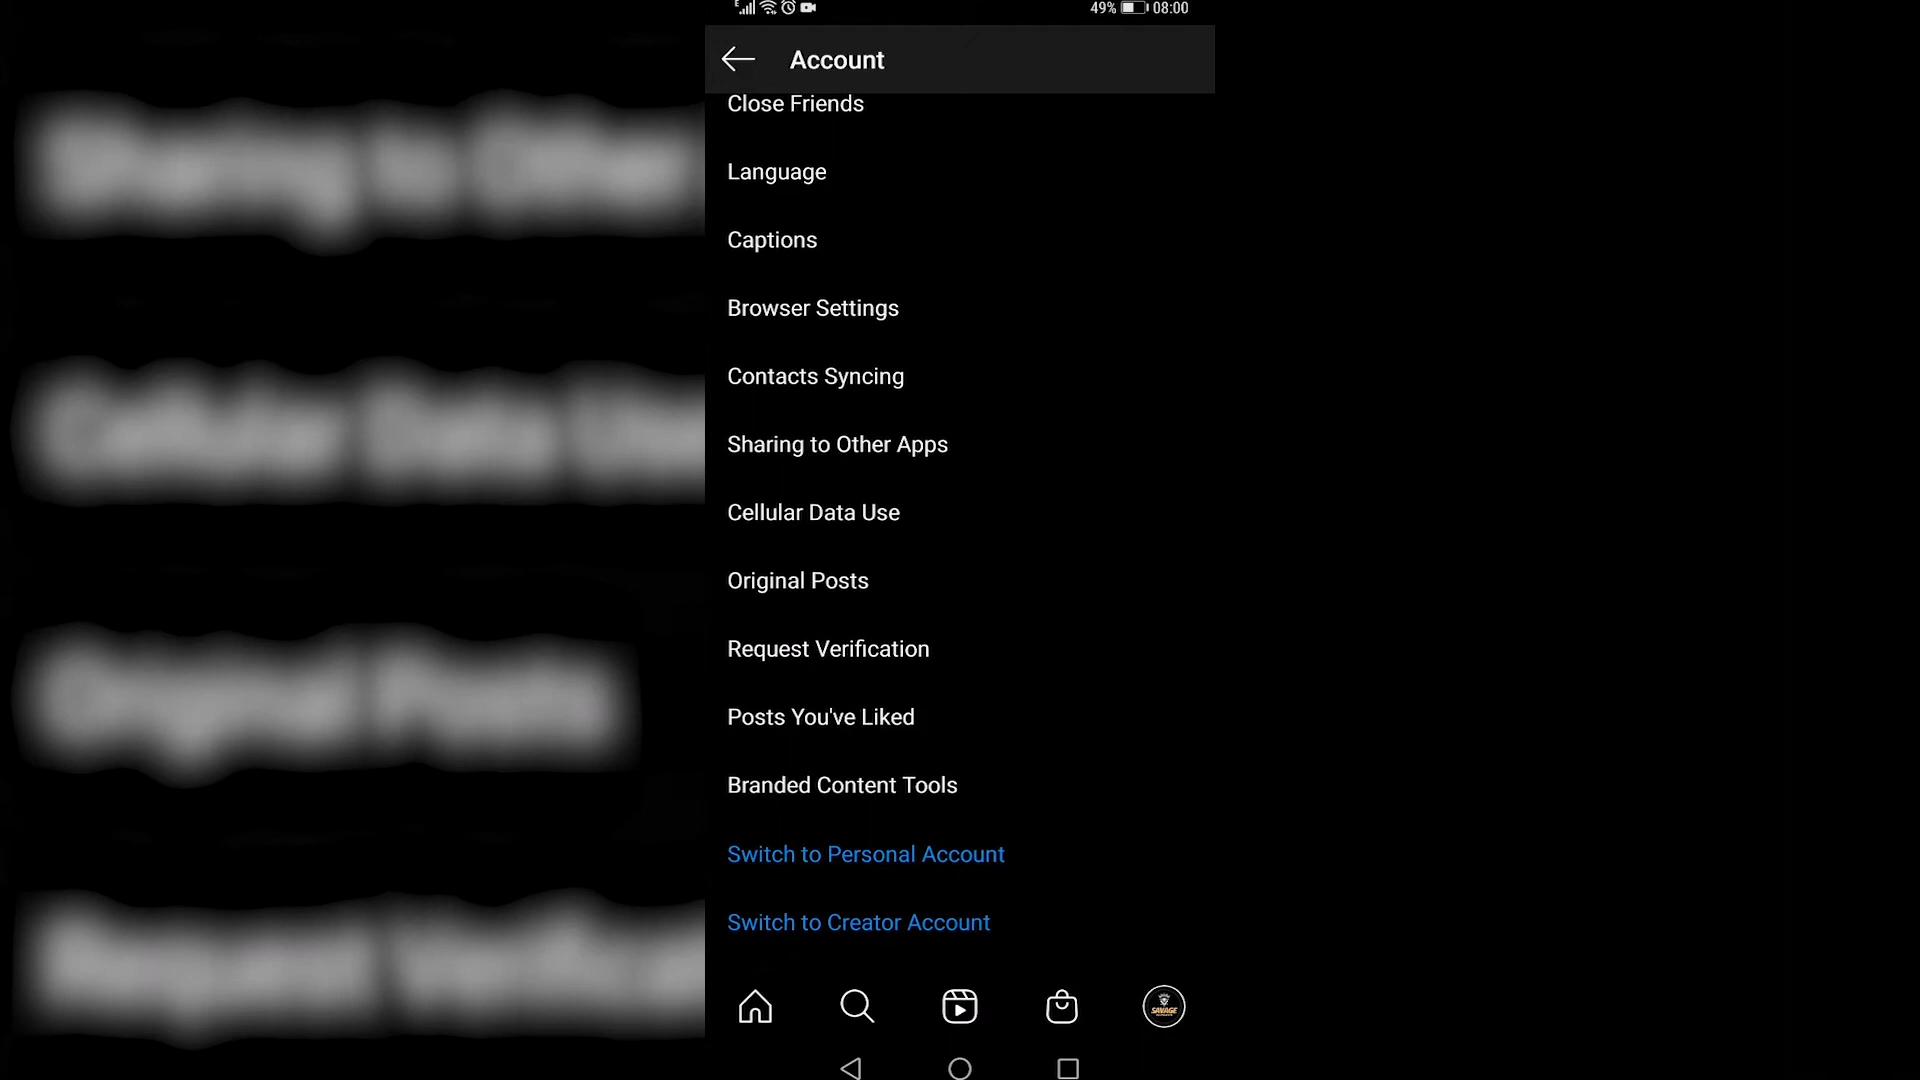 49% 08:00
Account
Close Friends
Language
Captions
Browser Settings
Contacts Syncing
Sharing to Other Apps
Cellular Data Use
Original Posts
Request Verification
Posts You've Liked
Branded Content Tools
Switch to Personal Account
Switch to Creator Account
SAVAGE